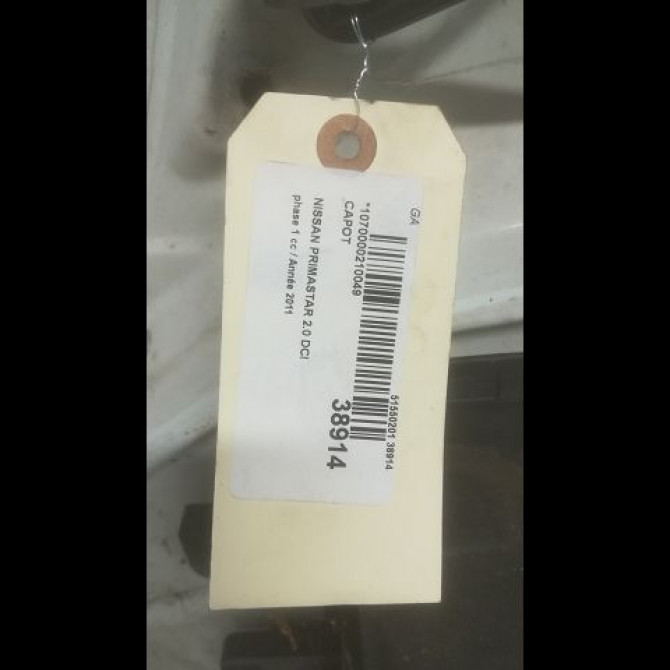 GA
51550201 38914
*1070000210049
CAPOT
38914
NISSAN PRIMASTAR 2.0 DCI
phase 1 cc / Année 2011